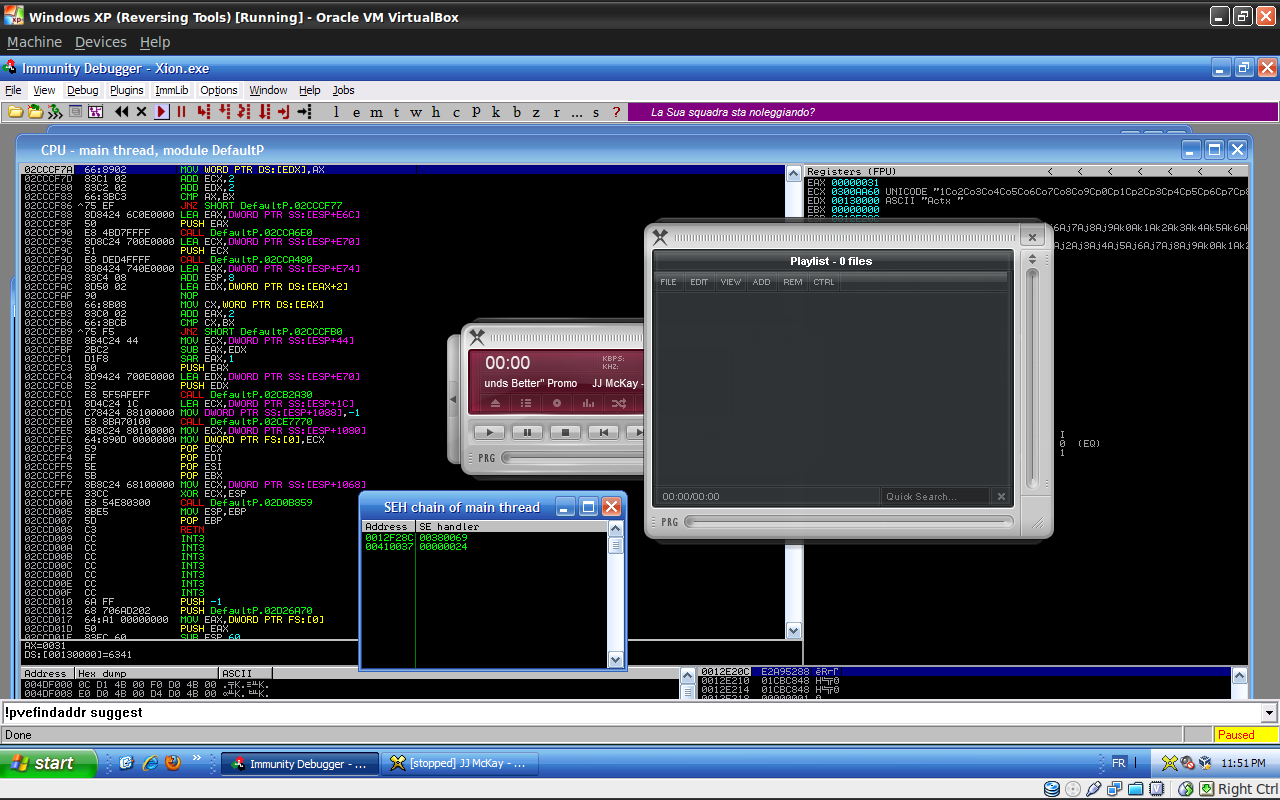 Windows XP (Reversing Tools) [Running] - Oracle VM VirtualBox
Machine Devices Help
Immunity Debugger - Xion.exe
File View Debug Plugins ImmLib Options Window Help Jobs
l e m t w h c p k b z r ... s ?
La Sua squadra sta noleggiando?
CPU - main thread, module DefaultP
02CCCF7A 66:8902 MOV WORD PTR DS:[EDX],AX
02CCCF7D 83C1 02 ADD ECX,2
02CCCF80 83C2 02 ADD EDX,2
02CCCF83 66:3BC3 CMP AX,BX
02CCCF86 ^75 EF JNZ SHORT DefaultP.02CCCF77
02CCCF88 8D8424 6C0E0000 LEA EAX,DWORD PTR SS:[ESP+E6C]
02CCCF8F 50 PUSH EAX
02CCCF90 E8 4BD7FFFF CALL DefaultP.02CCA6E0
02CCCF95 8D8C24 700E0000 LEA ECX,DWORD PTR SS:[ESP+E70]
02CCCF9C 51 PUSH ECX
02CCCF9D E8 DED4FFFF CALL DefaultP.02CCA480
02CCCFA2 8D8424 740E0000 LEA EAX,DWORD PTR SS:[ESP+E74]
02CCCFA9 83C4 08 ADD ESP,8
02CCCFAC 8D50 02 LEA EDX,DWORD PTR DS:[EAX+2]
02CCCFAF 90 NOP
02CCCFB0 66:8B08 MOV CX,WORD PTR DS:[EAX]
02CCCFB3 83C0 02 ADD EAX,2
02CCCFB6 66:3BCB CMP CX,BX
02CCCFB9 ^75 F5 JNZ SHORT DefaultP.02CCCFB0
02CCCFBB 8B4C24 44 MOV ECX,DWORD PTR SS:[ESP+44]
02CCCFBF 2BC2 SUB EAX,EDX
02CCCFC1 D1F8 SAR EAX,1
02CCCFC3 50 PUSH EAX
02CCCFC4 8D9424 700E0000 LEA EDX,DWORD PTR SS:[ESP+E70]
02CCCFCB 52 PUSH EDX
02CCCFCC E8 5F5AFEFF CALL DefaultP.02CB2A30
02CCCFD1 8D4C24 1C LEA ECX,DWORD PTR SS:[ESP+1C]
02CCCFD5 C78424 88100000 MOV DWORD PTR SS:[ESP+1088],-1
02CCCFE0 E8 8BA70100 CALL DefaultP.02CE7770
02CCCFE5 8B8C24 80100000 MOV ECX,DWORD PTR SS:[ESP+1080]
02CCCFEC 64:890D 00000000 MOV DWORD PTR FS:[0],ECX
02CCCFF3 59 POP ECX
02CCCFF4 5F POP EDI
02CCCFF5 5E POP ESI
02CCCFF6 5B POP EBX
02CCCFF7 8B8C24 68100000 MOV ECX,DWORD PTR SS:[ESP+1068]
02CCCFFE 33CC XOR ECX,ESP
02CCD000 E8 54E80300 CALL DefaultP.02D0B859
02CCD005 8BE5 MOV ESP,EBP
02CCD007 5D POP EBP
02CCD008 C3 RETN
02CCD009 CC INT3
02CCD00A CC INT3
02CCD00B CC INT3
02CCD00C CC INT3
02CCD00D CC INT3
02CCD00E CC INT3
02CCD00F CC INT3
02CCD010 6A FF PUSH -1
02CCD012 68 706AD202 PUSH DefaultP.02D26A70
02CCD017 64:A1 00000000 MOV EAX,DWORD PTR FS:[0]
02CCD01D 50 PUSH EAX
02CCD01E 83EC 60 SUB ESP,60
AX=0031
DS:[00130000]=6341
Registers (FPU) < < < < < < <
EAX 00000031
ECX 0300AA60 UNICODE "1Co2Co3Co4Co5Co6Co7Co8Co9Cp0Cp1Cp2Cp3Cp4Cp5Cp6Cp7Cp8
EDX 00130000 ASCII "Actx "
EBX 00000000
6Aj7Aj8Aj9Ak0Ak1Ak2Ak3Ak4Ak5Ak6Ak
Aj2Aj3Aj4Aj5Aj6Aj7Aj8Aj9Ak0Ak1Ak2
I
0 (EQ)
1
Playlist - 0 files
FILE EDIT VIEW ADD REM CTRL
00:00/00:00 Quick Search...
PRG
00:00 KBPS:
KHZ:
unds Better" Promo JJ McKay -
PRG
SEH chain of main thread
Address SE handler
0012F28C 00380069
00410037 00000024
Address Hex dump ASCII
004DF000 0C D1 4B 00 F0 D0 4B 00
004DF008 E0 D0 4B 00 D4 D0 4B 00
0012E20C E2A95288
0012E210 01CBC848
0012E214 01CBC848
0012E218 00000001
!pvefindaddr suggest
Done Paused
start Immunity Debugger - ... [stopped] JJ McKay - ... FR 11:51 PM
Right Ctrl